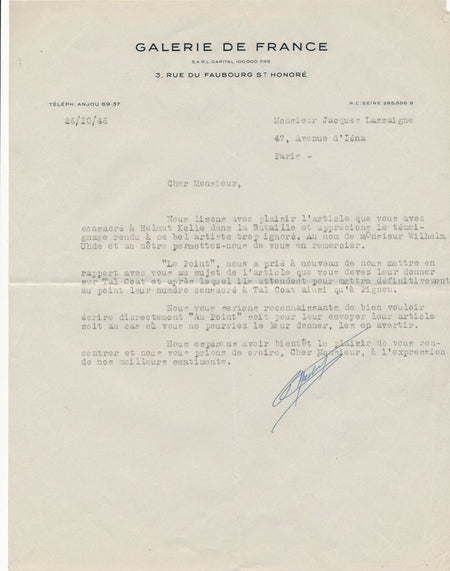 GALERIE DE FRANCE
S.A.R.L. CAPITAL 100.000 FRS
3, RUE DU FAUBOURG ST HONORÉ
TÉLÉPH. ANJOU 69-37
R.C. SEINE 285.856 B
26/10/46
Monsieur Jacques Lassaigne
47, Avenue d'Iéna
Paris -
Cher Monsieur,
Nous lisons avec plaisir l'article que vous avez
consacré à Helmut Kolle dans la Bataille et apprécions le témoi-
gnage rendu à ce bel artiste trop ignoré. Au nom de mOnsieur Wilhelm
Uhde et au nôtre permettez-nous de vous en remercier.
"Le Point", nous a prié à nouveau de nous mettre en
rapport avec vous au sujet de l'article que vous devez leur donner
sur Tal Coat et après lequel ils attendent pour mettre définitivement
au point leur numéro consacré à Tal Coat ainsi qu'à Pignon.
Nous vous serions reconnaissants de bien vouloir
écrire dicrectement "Au Point" soit pour leur envoyer leur article
soit au cas où vous ne pourriez le leur donner, les en avertir.
Nous espérons avoir bientôt le plaisir de vous ren-
contrer et nous vous prions de croire, Cher Monsieur, à l'expression
de nos meilleurs sentiments.